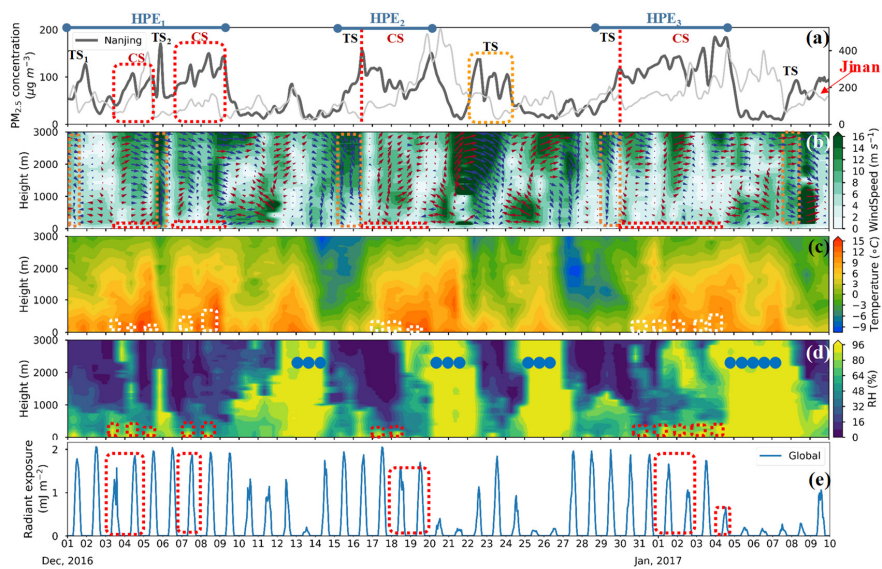 HPE1 HPE2 HPE3
TS1 CS TS2 CS TS CS TS TS CS TS
Nanjing
(a)
Jinan
PM2.5 concentration
(μg m⁻³)
150
100
50
0
400
200
0
3000
2000
1000
0
Height (m)
(b)
16
14
12
10
8
6
4
2
0
WindSpeed (m s⁻¹)
3000
2000
1000
0
Height (m)
(c)
15
12
9
6
3
0
−3
−6
−9
Temperature (∘C)
3000
2000
1000
0
Height (m)
(d)
96
80
64
48
32
16
0
RH (%)
2
1
0
Radiant exposure
(mJ m⁻²)
Global
(e)
01 02 03 04 05 06 07 08 09 10 11 12 13 14 15 16 17 18 19 20 21 22 23 24 25 26 27 28 29 30 31 01 02 03 04 05 06 07 08 09 10
Dec, 2016 Jan, 2017